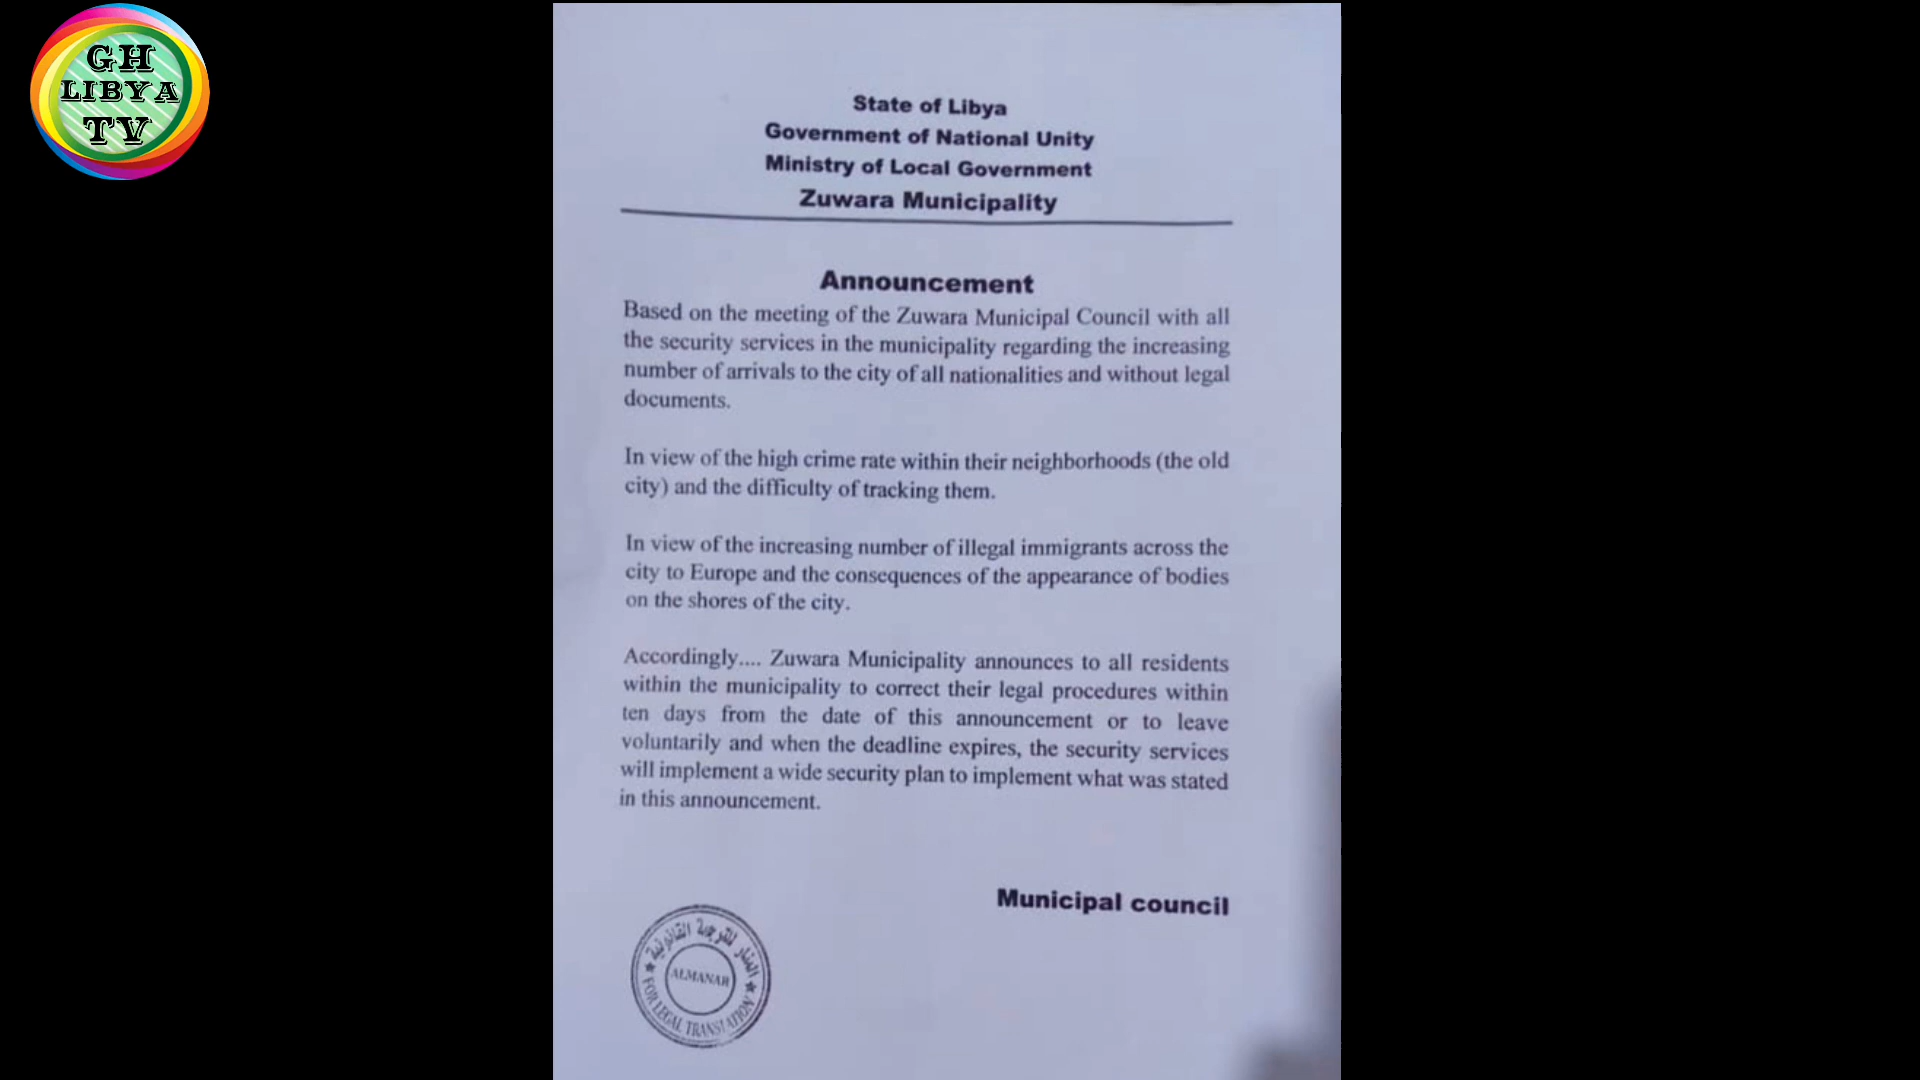 GH
LIBYA
TV
State of Libya
Government of National Unity
Ministry of Local Government
Zuwara Municipality
Announcement
Based on the meeting of the Zuwara Municipal Council with all
the security services in the municipality regarding the increasing
number of arrivals to the city of all nationalities and without legal
documents.
In view of the high crime rate within their neighborhoods (the old
city) and the difficulty of tracking them.
In view of the increasing number of illegal immigrants across the
city to Europe and the consequences of the appearance of bodies
on the shores of the city.
Accordingly.... Zuwara Municipality announces to all residents
within the municipality to correct their legal procedures within
ten days from the date of this announcement or to leave
voluntarily and when the deadline expires, the security services
will implement a wide security plan to implement what was stated
in this announcement.
Municipal council
المنار للترجمة القانونية
ALMANAR
FOR LEGAL TRANSTATION